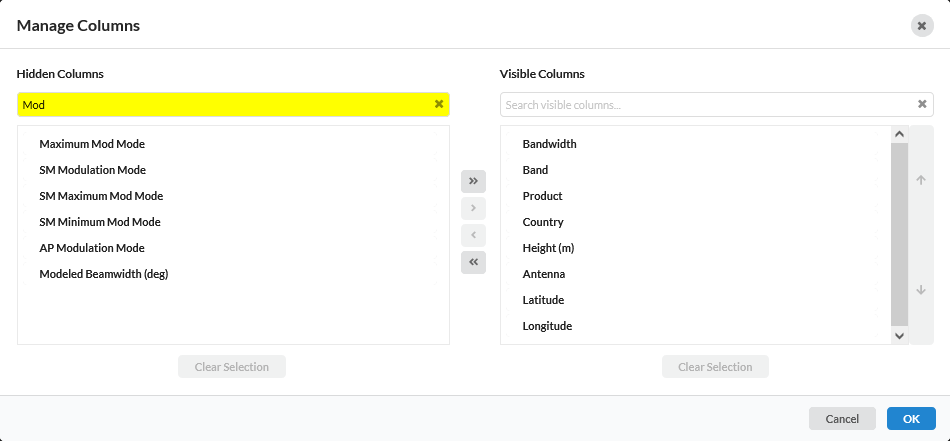 Manage Columns
Hidden Columns
Mod
Maximum Mod Mode
SM Modulation Mode
SM Maximum Mod Mode
SM Minimum Mod Mode
AP Modulation Mode
Modeled Beamwidth (deg)
Clear Selection
Visible Columns
Search visible columns...
Bandwidth
Band
Product
Country
Height (m)
Antenna
Latitude
Longitude
Clear Selection
Cancel
OK